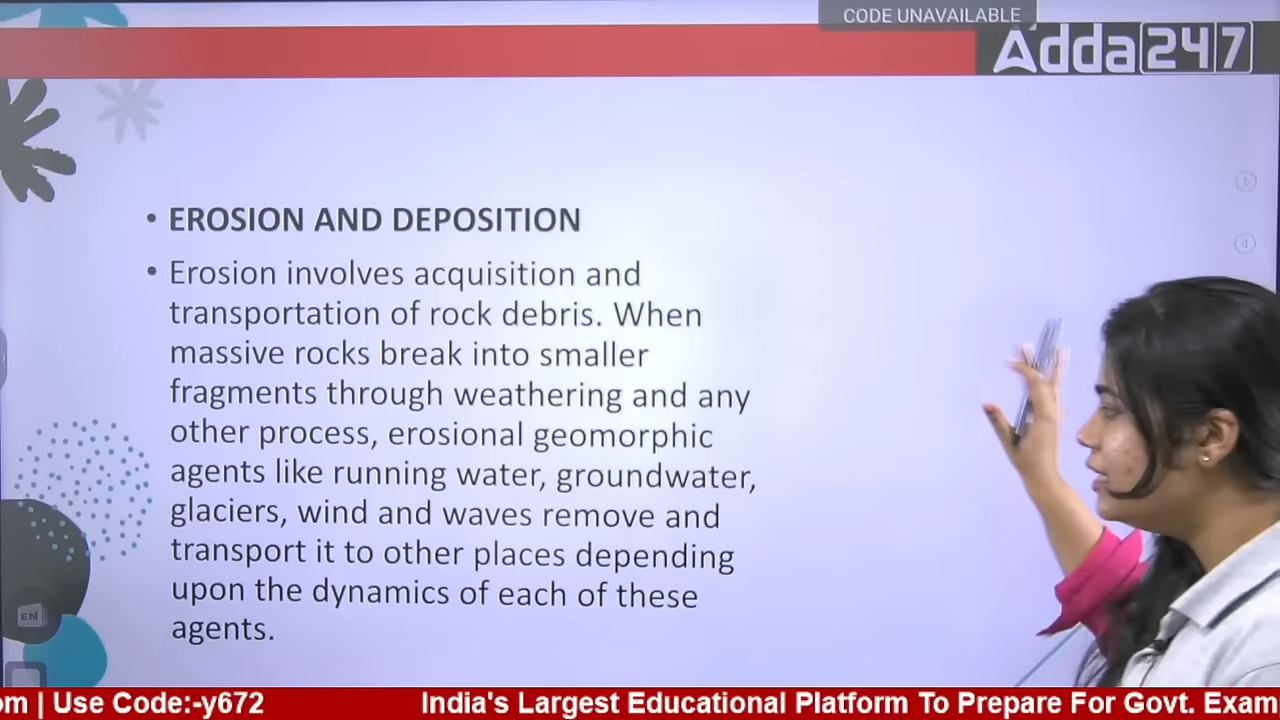 CODE UNAVAILABLE
Adda247
• EROSION AND DEPOSITION
• Erosion involves acquisition and
transportation of rock debris. When
massive rocks break into smaller
fragments through weathering and any
other process, erosional geomorphic
agents like running water, groundwater,
glaciers, wind and waves remove and
transport it to other places depending
upon the dynamics of each of these
agents.
EN
om | Use Code:-y672 India's Largest Educational Platform To Prepare For Govt. Exam